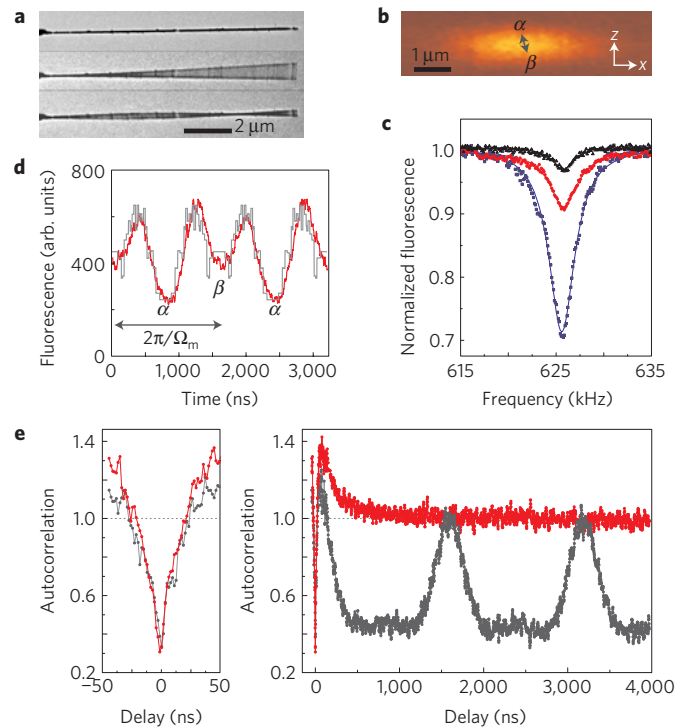 a
2 µm
b
α
β
1 µm
z
x
c
Normalized fluorescence
1.0
0.9
0.8
0.7
615
625
635
Frequency (kHz)
d
Fluorescence (arb. units)
800
400
0
α
β
α
2π/Ωm
0
1,000
2,000
3,000
Time (ns)
e
Autocorrelation
1.4
1.0
0.6
0.2
−50
0
50
Delay (ns)
Autocorrelation
1.4
1.0
0.6
0.2
0
1,000
2,000
3,000
4,000
Delay (ns)